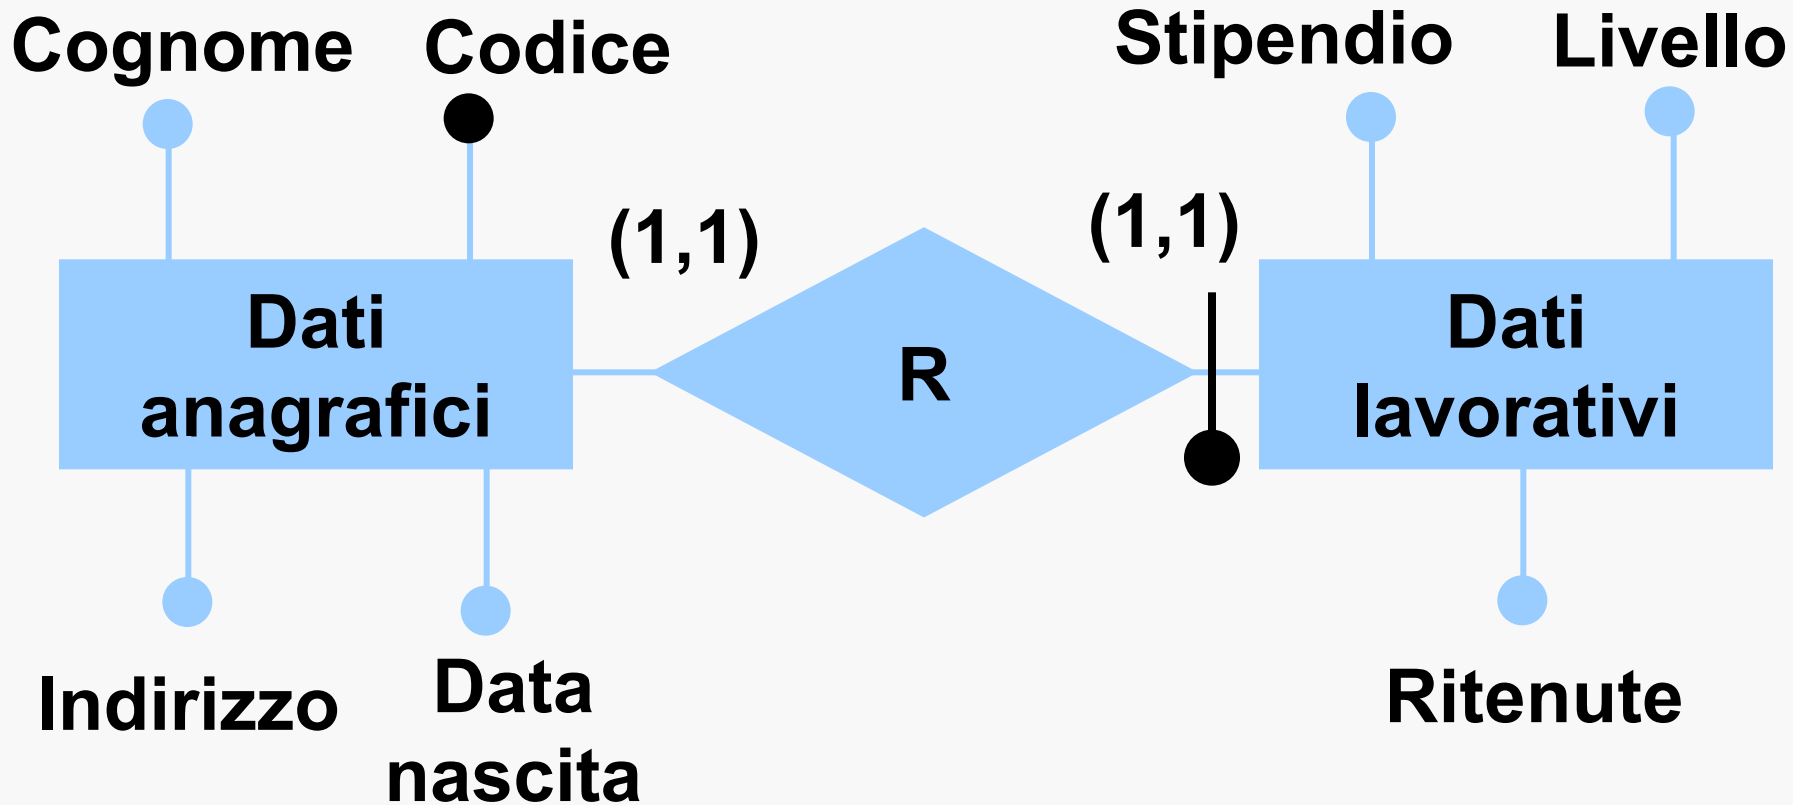 Cognome
Codice
Stipendio
Livello
(1,1)
(1,1)
Dati
anagrafici
R
Dati
lavorativi
Indirizzo
Data
nascita
Ritenute